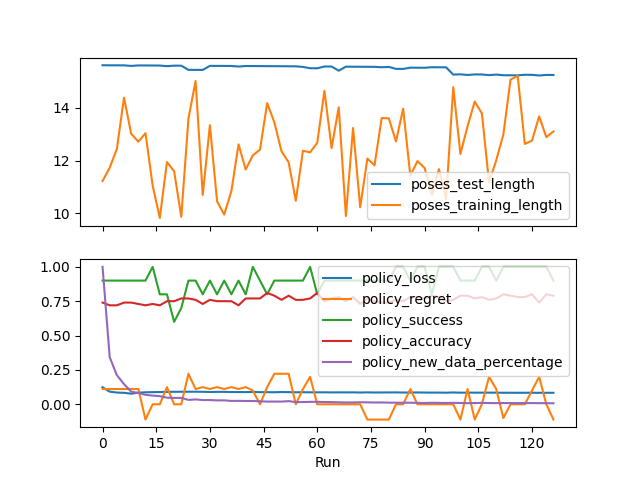 14
12
10
poses_test_length
poses_training_length
1.00
0.75
0.50
0.25
0.00
policy_loss
policy_regret
policy_success
policy_accuracy
policy_new_data_percentage
0 15 30 45 60 75 90 105 120
Run